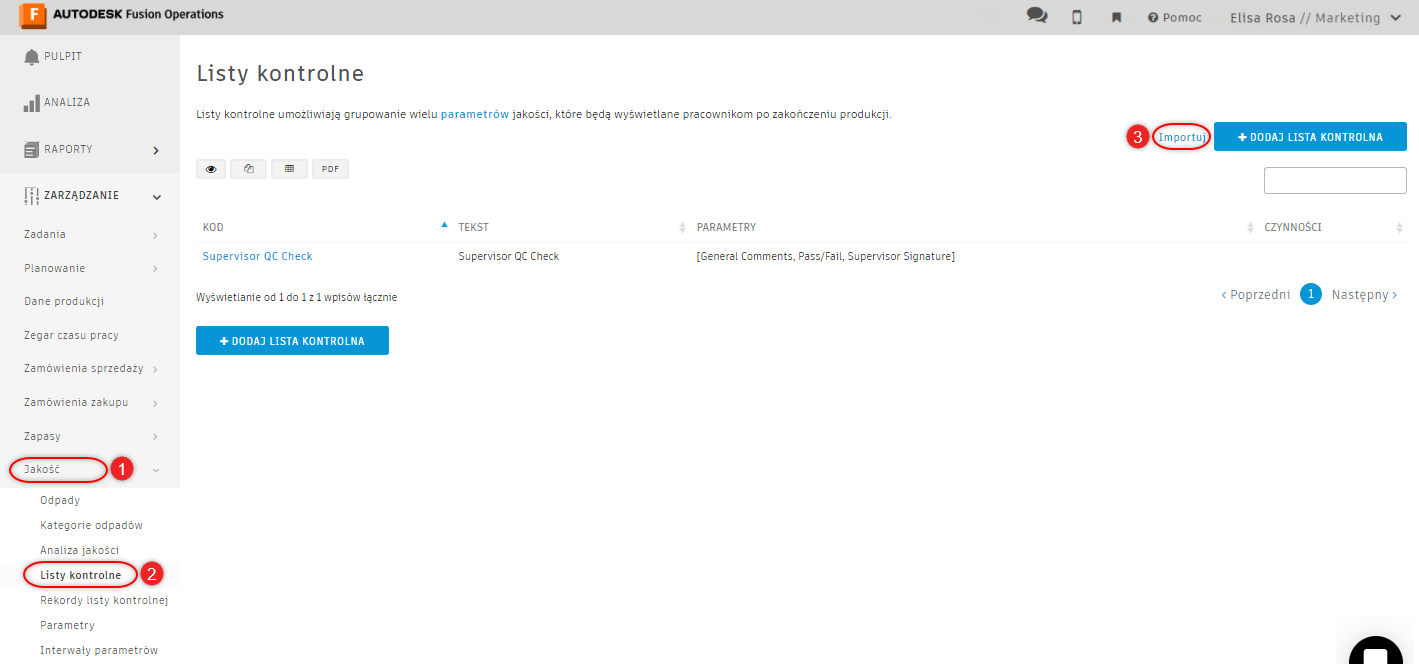 F AUTODESK Fusion Operations
Pomoc
Elisa Rosa // Marketing
PULPIT
ANALIZA
RAPORTY
ZARZĄDZANIE
Zadania
Planowanie
Dane produkcji
Zegar czasu pracy
Zamówienia sprzedaży
Zamówienia zakupu
Zapasy
Jakość 1
Odpady
Kategorie odpadów
Analiza jakości
Listy kontrolne 2
Rekordy listy kontrolnej
Parametry
Interwały parametrów
Listy kontrolne
Listy kontrolne umożliwiają grupowanie wielu parametrów jakości, które będą wyświetlane pracownikom po zakończeniu produkcji.
3 Importuj + DODAJ LISTA KONTROLNA
PDF
KOD TEKST PARAMETRY CZYNNOŚCI
Supervisor QC Check Supervisor QC Check [General Comments, Pass/Fail, Supervisor Signature]
Wyświetlanie od 1 do 1 z 1 wpisów łącznie
‹ Poprzedni 1 Następny ›
+ DODAJ LISTA KONTROLNA